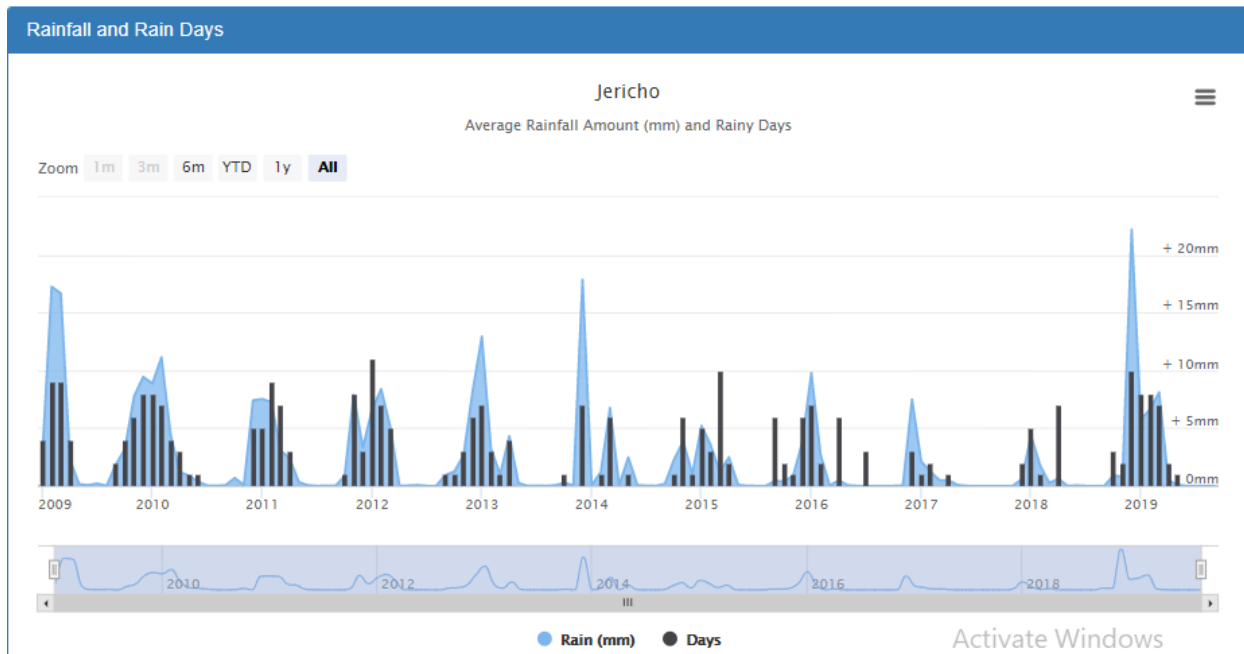 Rainfall and Rain Days
Jericho
Average Rainfall Amount (mm) and Rainy Days
Zoom 1m 3m 6m YTD 1y All
+ 20mm
+ 15mm
+ 10mm
+ 5mm
0mm
2009 2010 2011 2012 2013 2014 2015 2016 2017 2018 2019
2010 2012 2014 2016 2018
Rain (mm) Days
Activate Windows